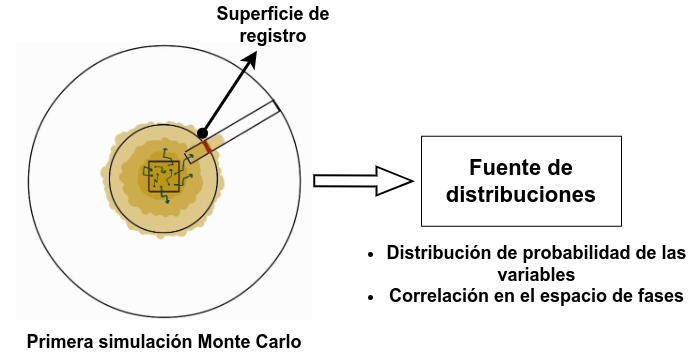 Superficie de
registro
Fuente de
distribuciones
• Distribución de probabilidad de las
variables
• Correlación en el espacio de fases
Primera simulación Monte Carlo